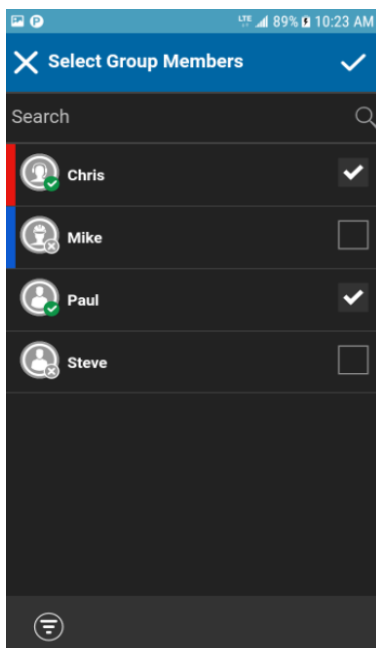 LTE 89% 10:23 AM
Select Group Members
Search
Chris
Mike
Paul
Steve